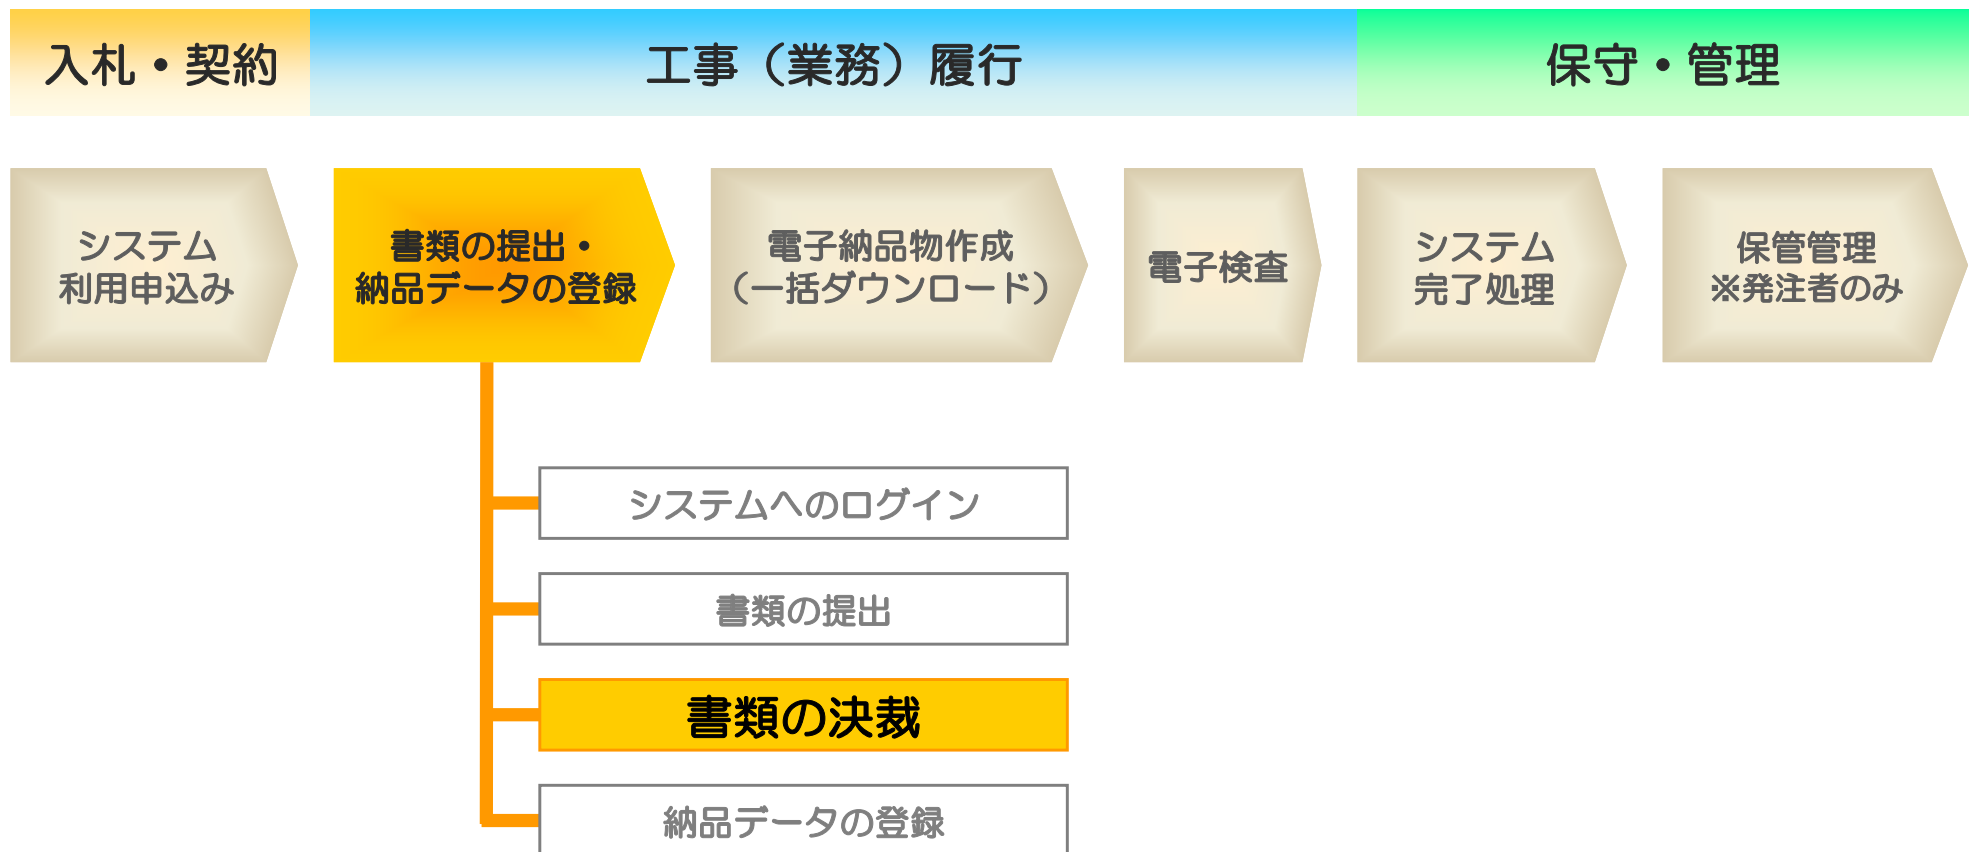 入札・契約
工事（業務）履行
保守・管理
システム
利用申込み
書類の提出・
納品データの登録
電子納品物作成
（一括ダウンロード）
電子検査
システム
完了処理
保管管理
※発注者のみ
システムへのログイン
書類の提出
書類の決裁
納品データの登録